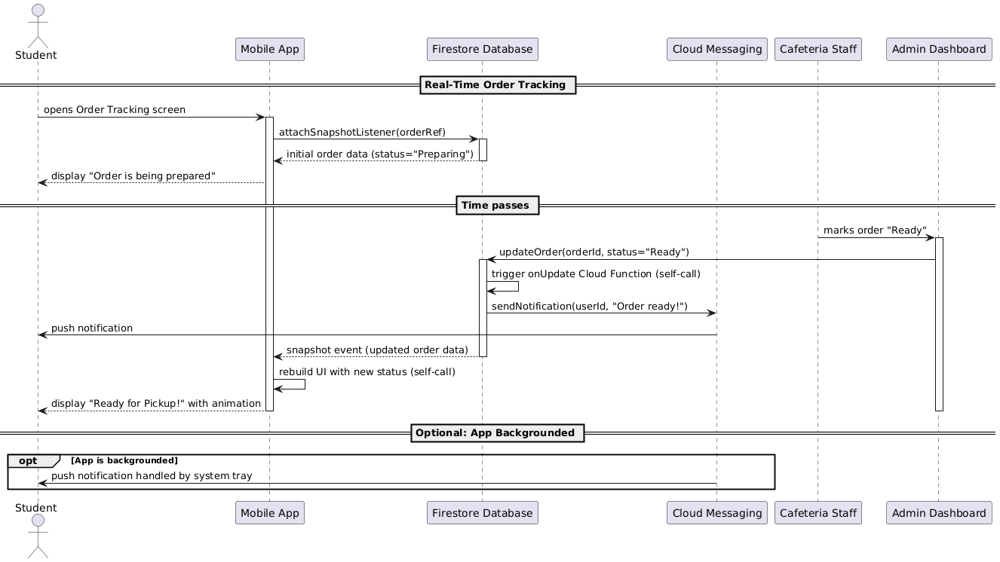 Student
Mobile App
Firestore Database
Cloud Messaging
Cafeteria Staff
Admin Dashboard
Real-Time Order Tracking
opens Order Tracking screen
attachSnapshotListener(orderRef)
initial order data (status="Preparing")
display "Order is being prepared"
Time passes
marks order "Ready"
updateOrder(orderId, status="Ready")
trigger onUpdate Cloud Function (self-call)
sendNotification(userId, "Order ready!")
push notification
snapshot event (updated order data)
rebuild UI with new status (self-call)
display "Ready for Pickup!" with animation
Optional: App Backgrounded
opt
[App is backgrounded]
push notification handled by system tray
Student
Mobile App
Firestore Database
Cloud Messaging
Cafeteria Staff
Admin Dashboard